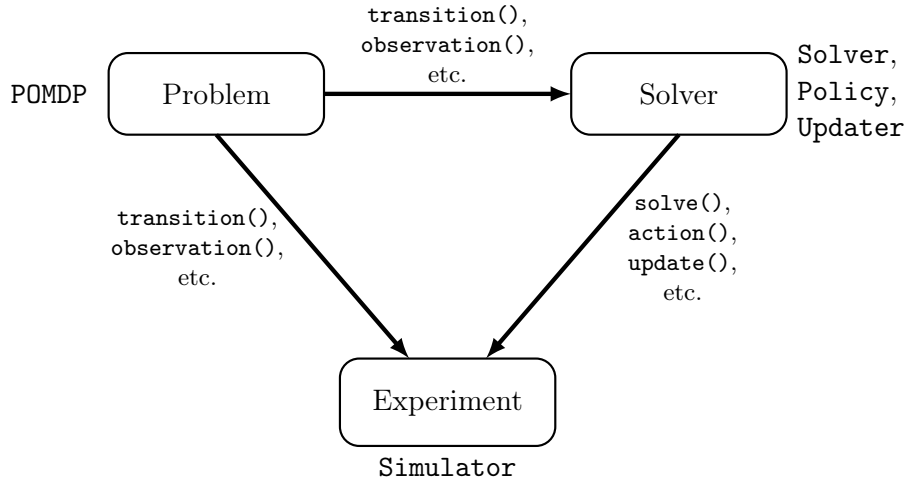 transition(),
observation(),
etc.
POMDP
Problem
Solver
Solver,
Policy,
Updater
transition(),
observation(),
etc.
solve(),
action(),
update(),
etc.
Experiment
Simulator